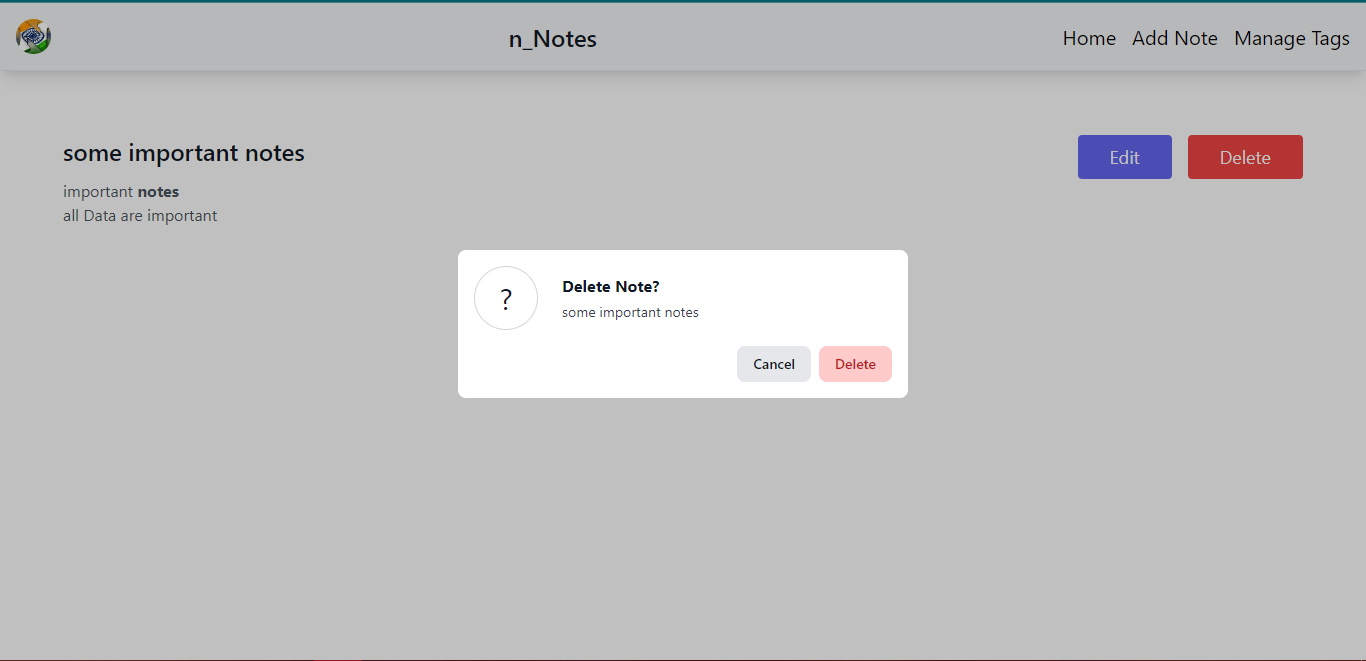 n_Notes
Home Add Note Manage Tags
some important notes
Edit Delete
important notes
all Data are important
?
Delete Note?
some important notes
Cancel Delete